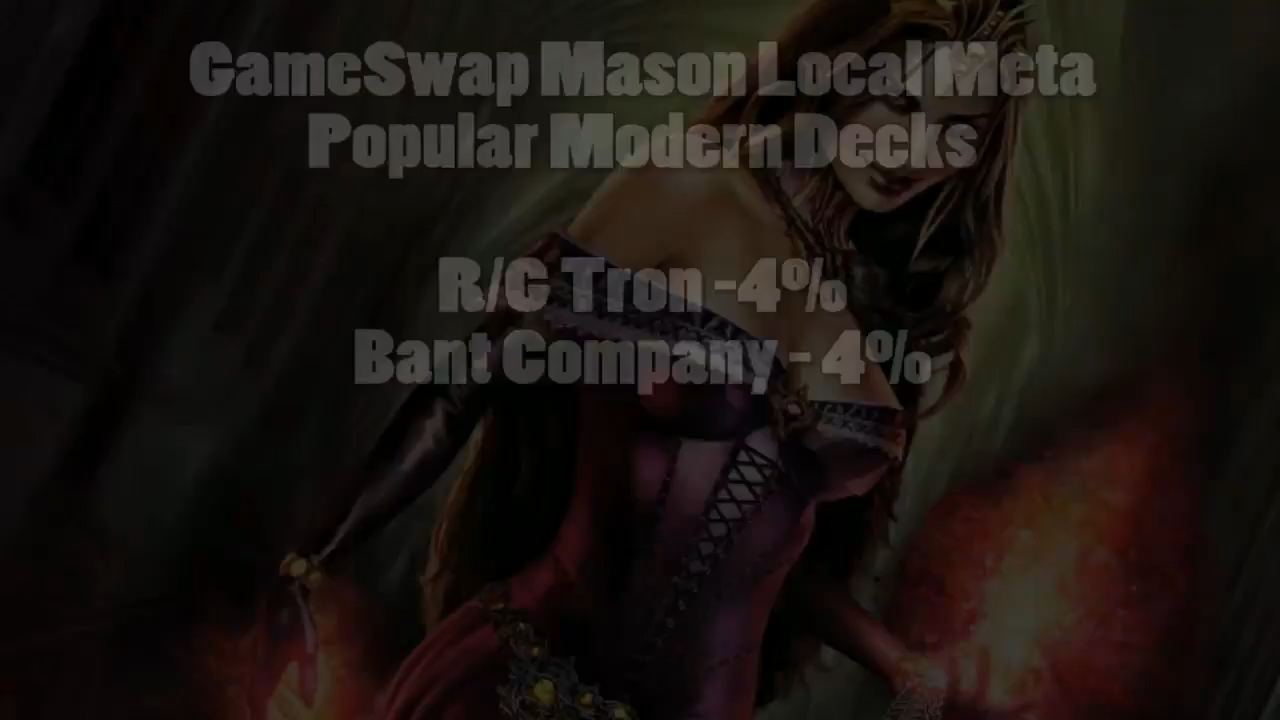 GameSwap Mason Local Meta
Popular Modern Decks
R/G Tron -4%
Bant Company - 4%